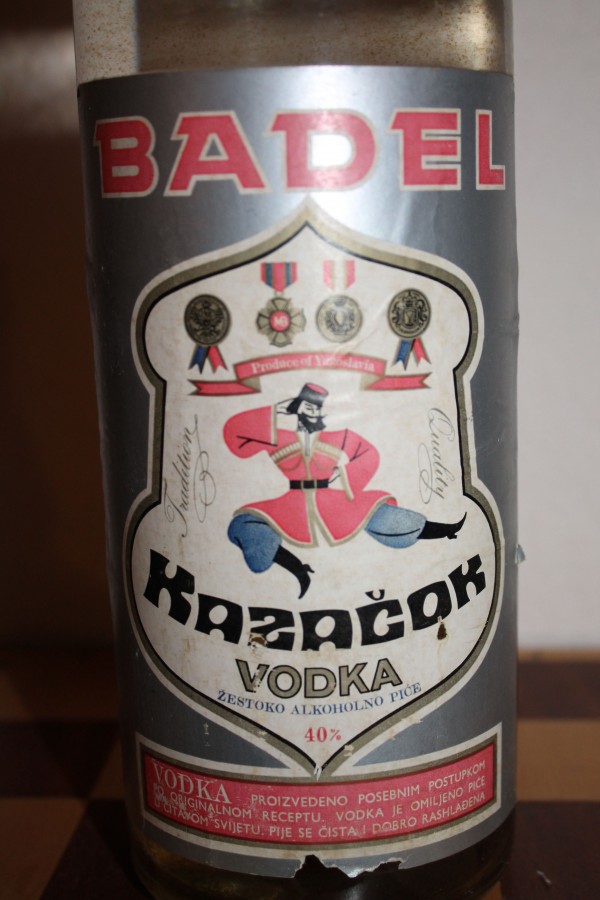 BADEL
Produce of Yugoslavia
Tradition
Quality
KAZAČOK
VODKA
ŽESTOKO ALKOHOLNO PIĆE
40%
VODKA PROIZVEDENO POSEBNIM POSTUPKOM
PO ORIGINALNOM RECEPTU. VODKA JE OMILJENO PIĆE
U ČITAVOM SVIJETU. PIJE SE ČISTA I DOBRO RASHLAĐENA